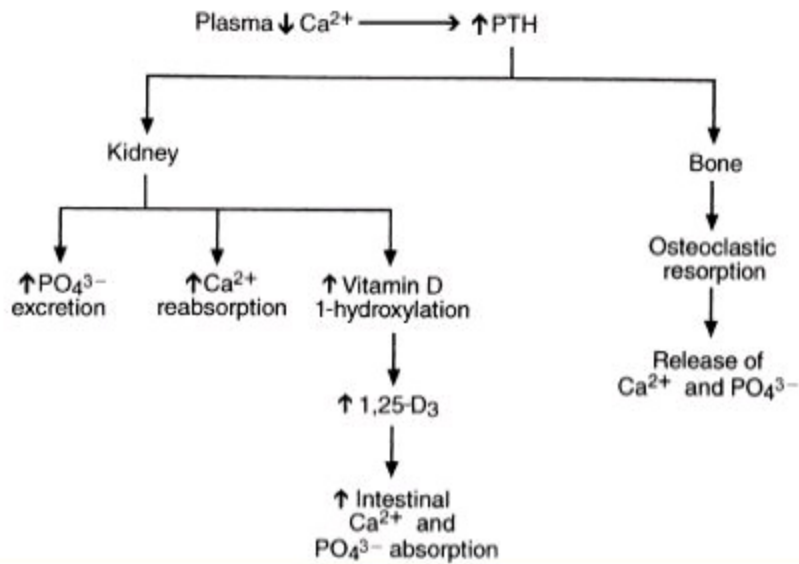 Plasma ↓ Ca²⁺ → ↑ PTH
Kidney
Bone
↑PO₄³⁻
excretion
↑Ca²⁺
reabsorption
↑ Vitamin D
1-hydroxylation
Osteoclastic
resorption
↑ 1,25-D₃
Release of
Ca²⁺ and PO₄³⁻
↑ Intestinal
Ca²⁺ and
PO₄³⁻ absorption